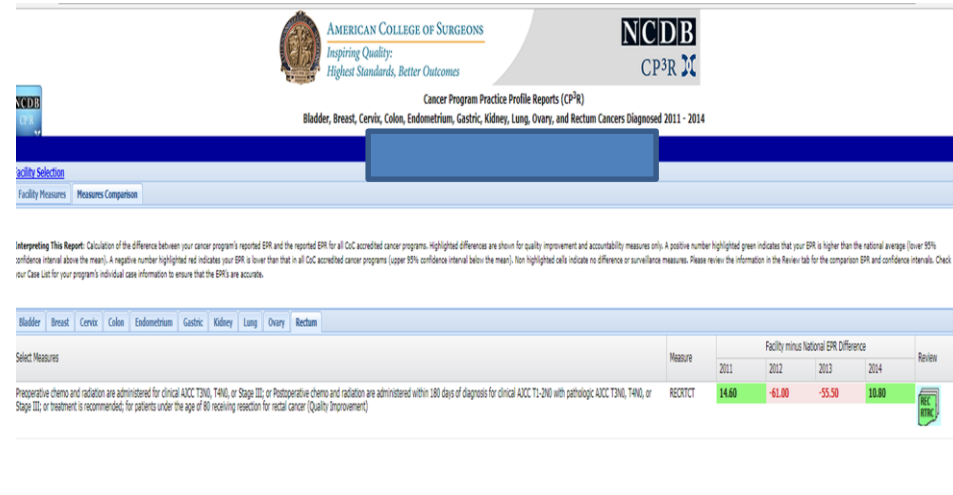 AMERICAN COLLEGE OF SURGEONS
Inspiring Quality:
Highest Standards, Better Outcomes
NCDB
CP³R
NCDB
CP R
Cancer Program Practice Profile Reports (CP³R)
Bladder, Breast, Cervix, Colon, Endometrium, Gastric, Kidney, Lung, Ovary, and Rectum Cancers Diagnosed 2011 - 2014
Facility Selection
Facility Measures Measures Comparison
Interpreting This Report: Calculation of the difference between your cancer program's reported EPR and the reported EPR for all CoC accredited cancer programs. Highlighted differences are shown for quality improvement and accountability measures only. A positive number highlighted green indicates that your EPR is higher than the national average (lower 95%
confidence interval above the mean). A negative number highlighted red indicates your EPR is lower than that in all CoC accredited cancer programs (upper 95% confidence interval below the mean). Non highlighted cells indicate no difference or surveillance measures. Please review the information in the Review tab for the comparison EPR and confidence intervals. Check
your Case List for your program's individual case information to ensure that the EPR's are accurate.
Bladder Breast Cervix Colon Endometrium Gastric Kidney Lung Ovary Rectum
Select Measures Measure Facility minus National EPR Difference Review
2011 2012 2013 2014
Preoperative chemo and radiation are administered for clinical AJCC T3N0, T4N0, or Stage III; or Postoperative chemo and radiation are administered within 180 days of diagnosis for clinical AJCC T1-2N0 with pathologic AJCC T3N0, T4N0, or RECRTCT 14.60 -61.00 -55.50 10.80
Stage III; or treatment is recommended; for patients under the age of 80 receiving resection for rectal cancer (Quality Improvement)
REC
RTRC